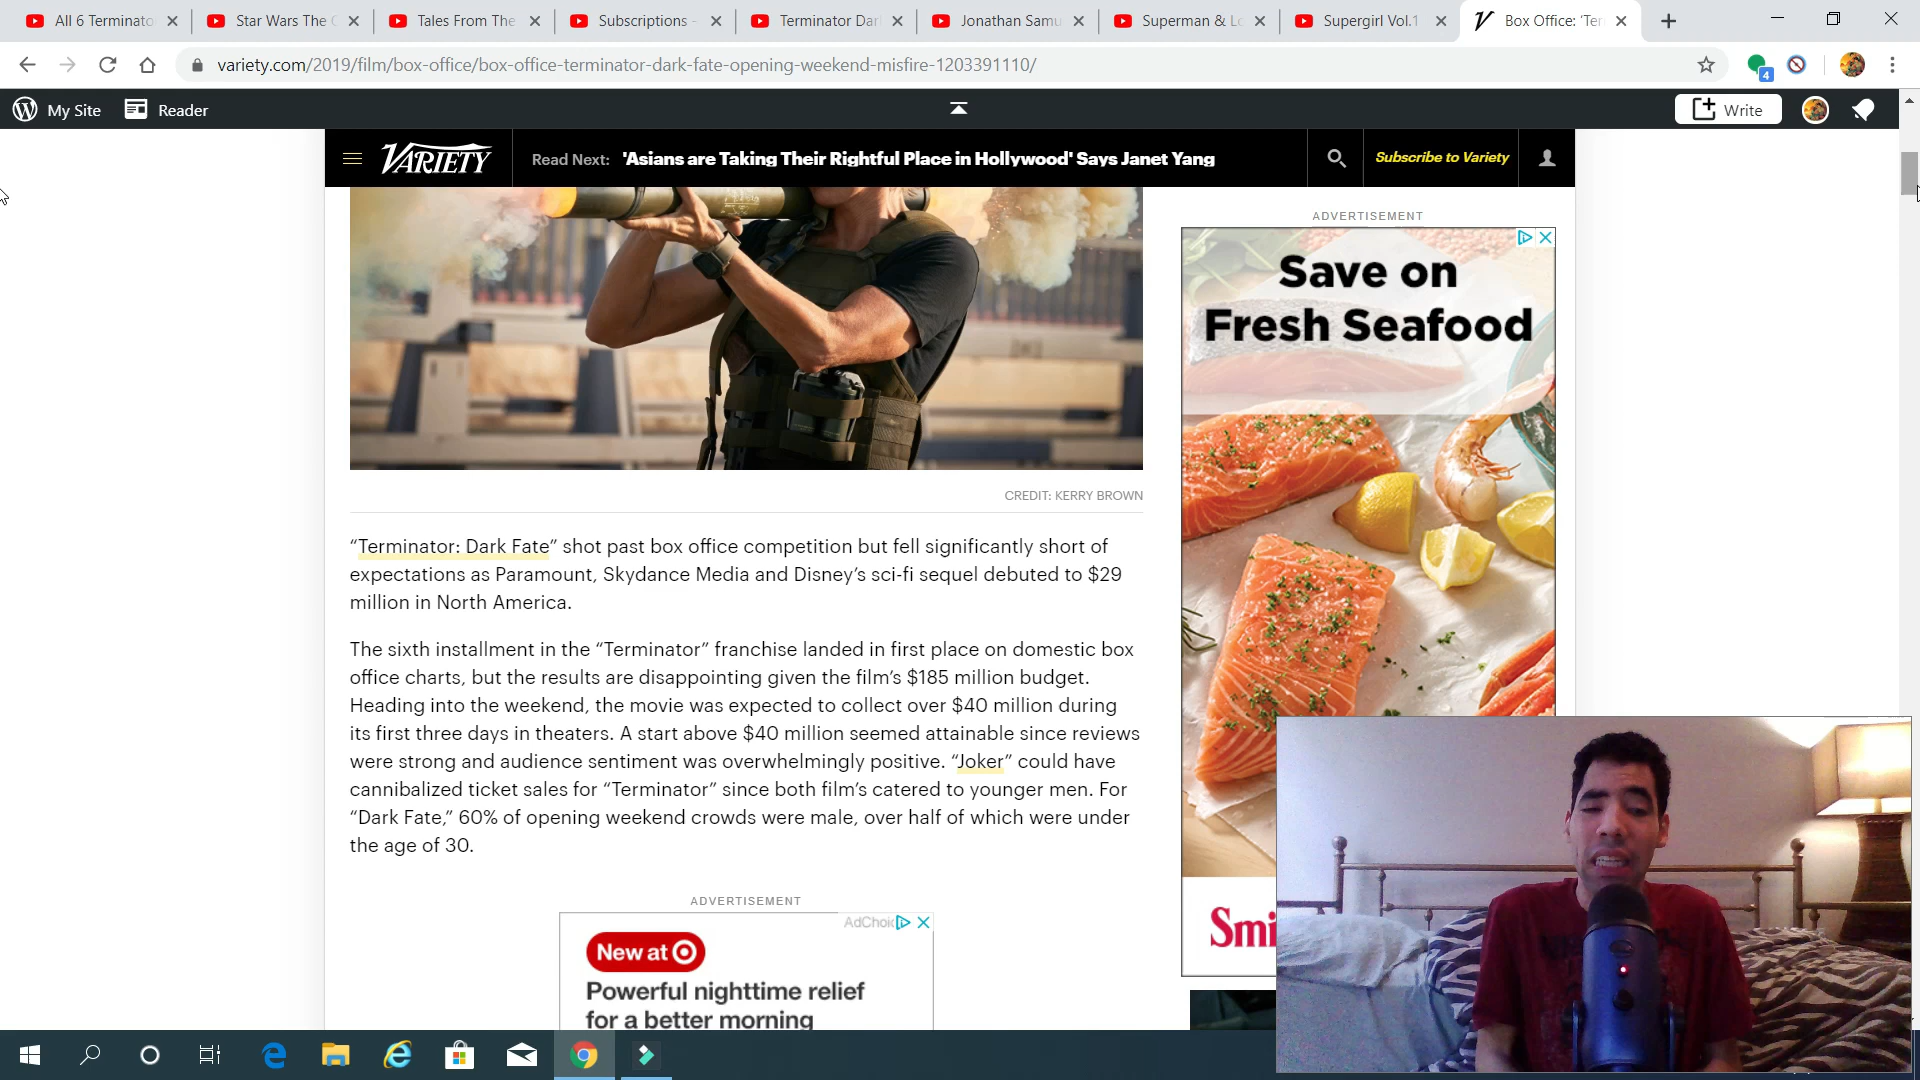 All 6 Terminato
Star Wars The
Tales From The
Subscriptions -
Terminator Dar
Jonathan Samu
Superman & Lo
Supergirl Vol.1
Box Office: 'Ter
variety.com/2019/film/box-office/box-office-terminator-dark-fate-opening-weekend-misfire-1203391110/
4
My Site
Reader
Write
VARIETY
Read Next: 'Asians are Taking Their Rightful Place in Hollywood' Says Janet Yang
Subscribe to Variety
ADVERTISEMENT
Save on
Fresh Seafood
CREDIT: KERRY BROWN
“Terminator: Dark Fate” shot past box office competition but fell significantly short of
expectations as Paramount, Skydance Media and Disney’s sci-fi sequel debuted to $29
million in North America.
The sixth installment in the “Terminator” franchise landed in first place on domestic box
office charts, but the results are disappointing given the film’s $185 million budget.
Heading into the weekend, the movie was expected to collect over $40 million during
its first three days in theaters. A start above $40 million seemed attainable since reviews
were strong and audience sentiment was overwhelmingly positive. “Joker” could have
cannibalized ticket sales for “Terminator” since both film’s catered to younger men. For
“Dark Fate,” 60% of opening weekend crowds were male, over half of which were under
the age of 30.
Smi
ADVERTISEMENT
AdChoic
New at
Powerful nighttime relief
for a better morning